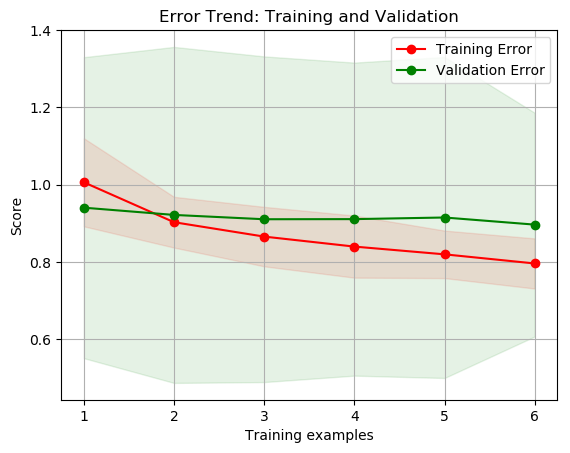 Error Trend: Training and Validation
1.4
1.2
1.0
0.8
0.6
Score
Training Error
Validation Error
1 2 3 4 5 6
Training examples